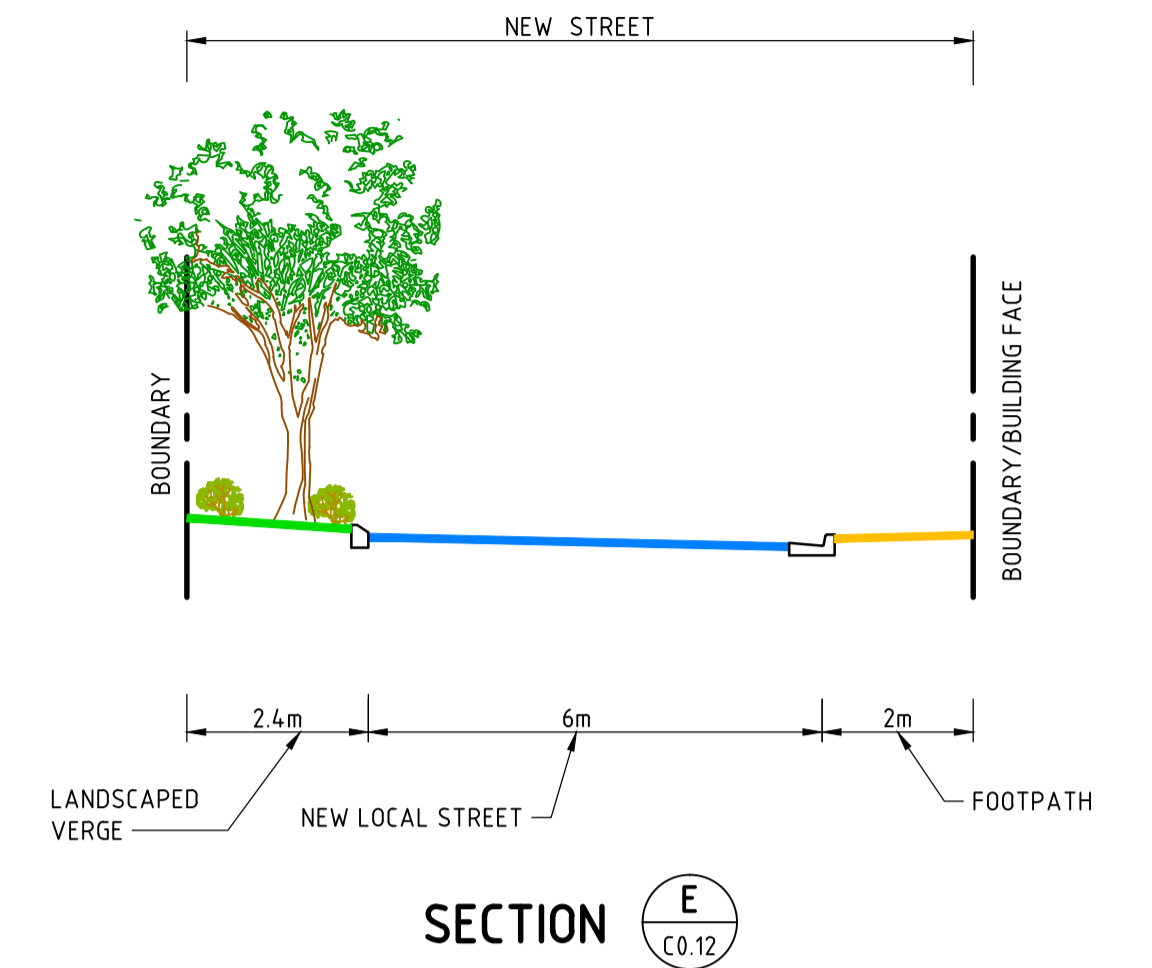 NEW STREET
BOUNDARY
BOUNDARY/BUILDING FACE
2.4m
6m
2m
LANDSCAPED
VERGE
NEW LOCAL STREET
FOOTPATH
SECTION
E
C0.12